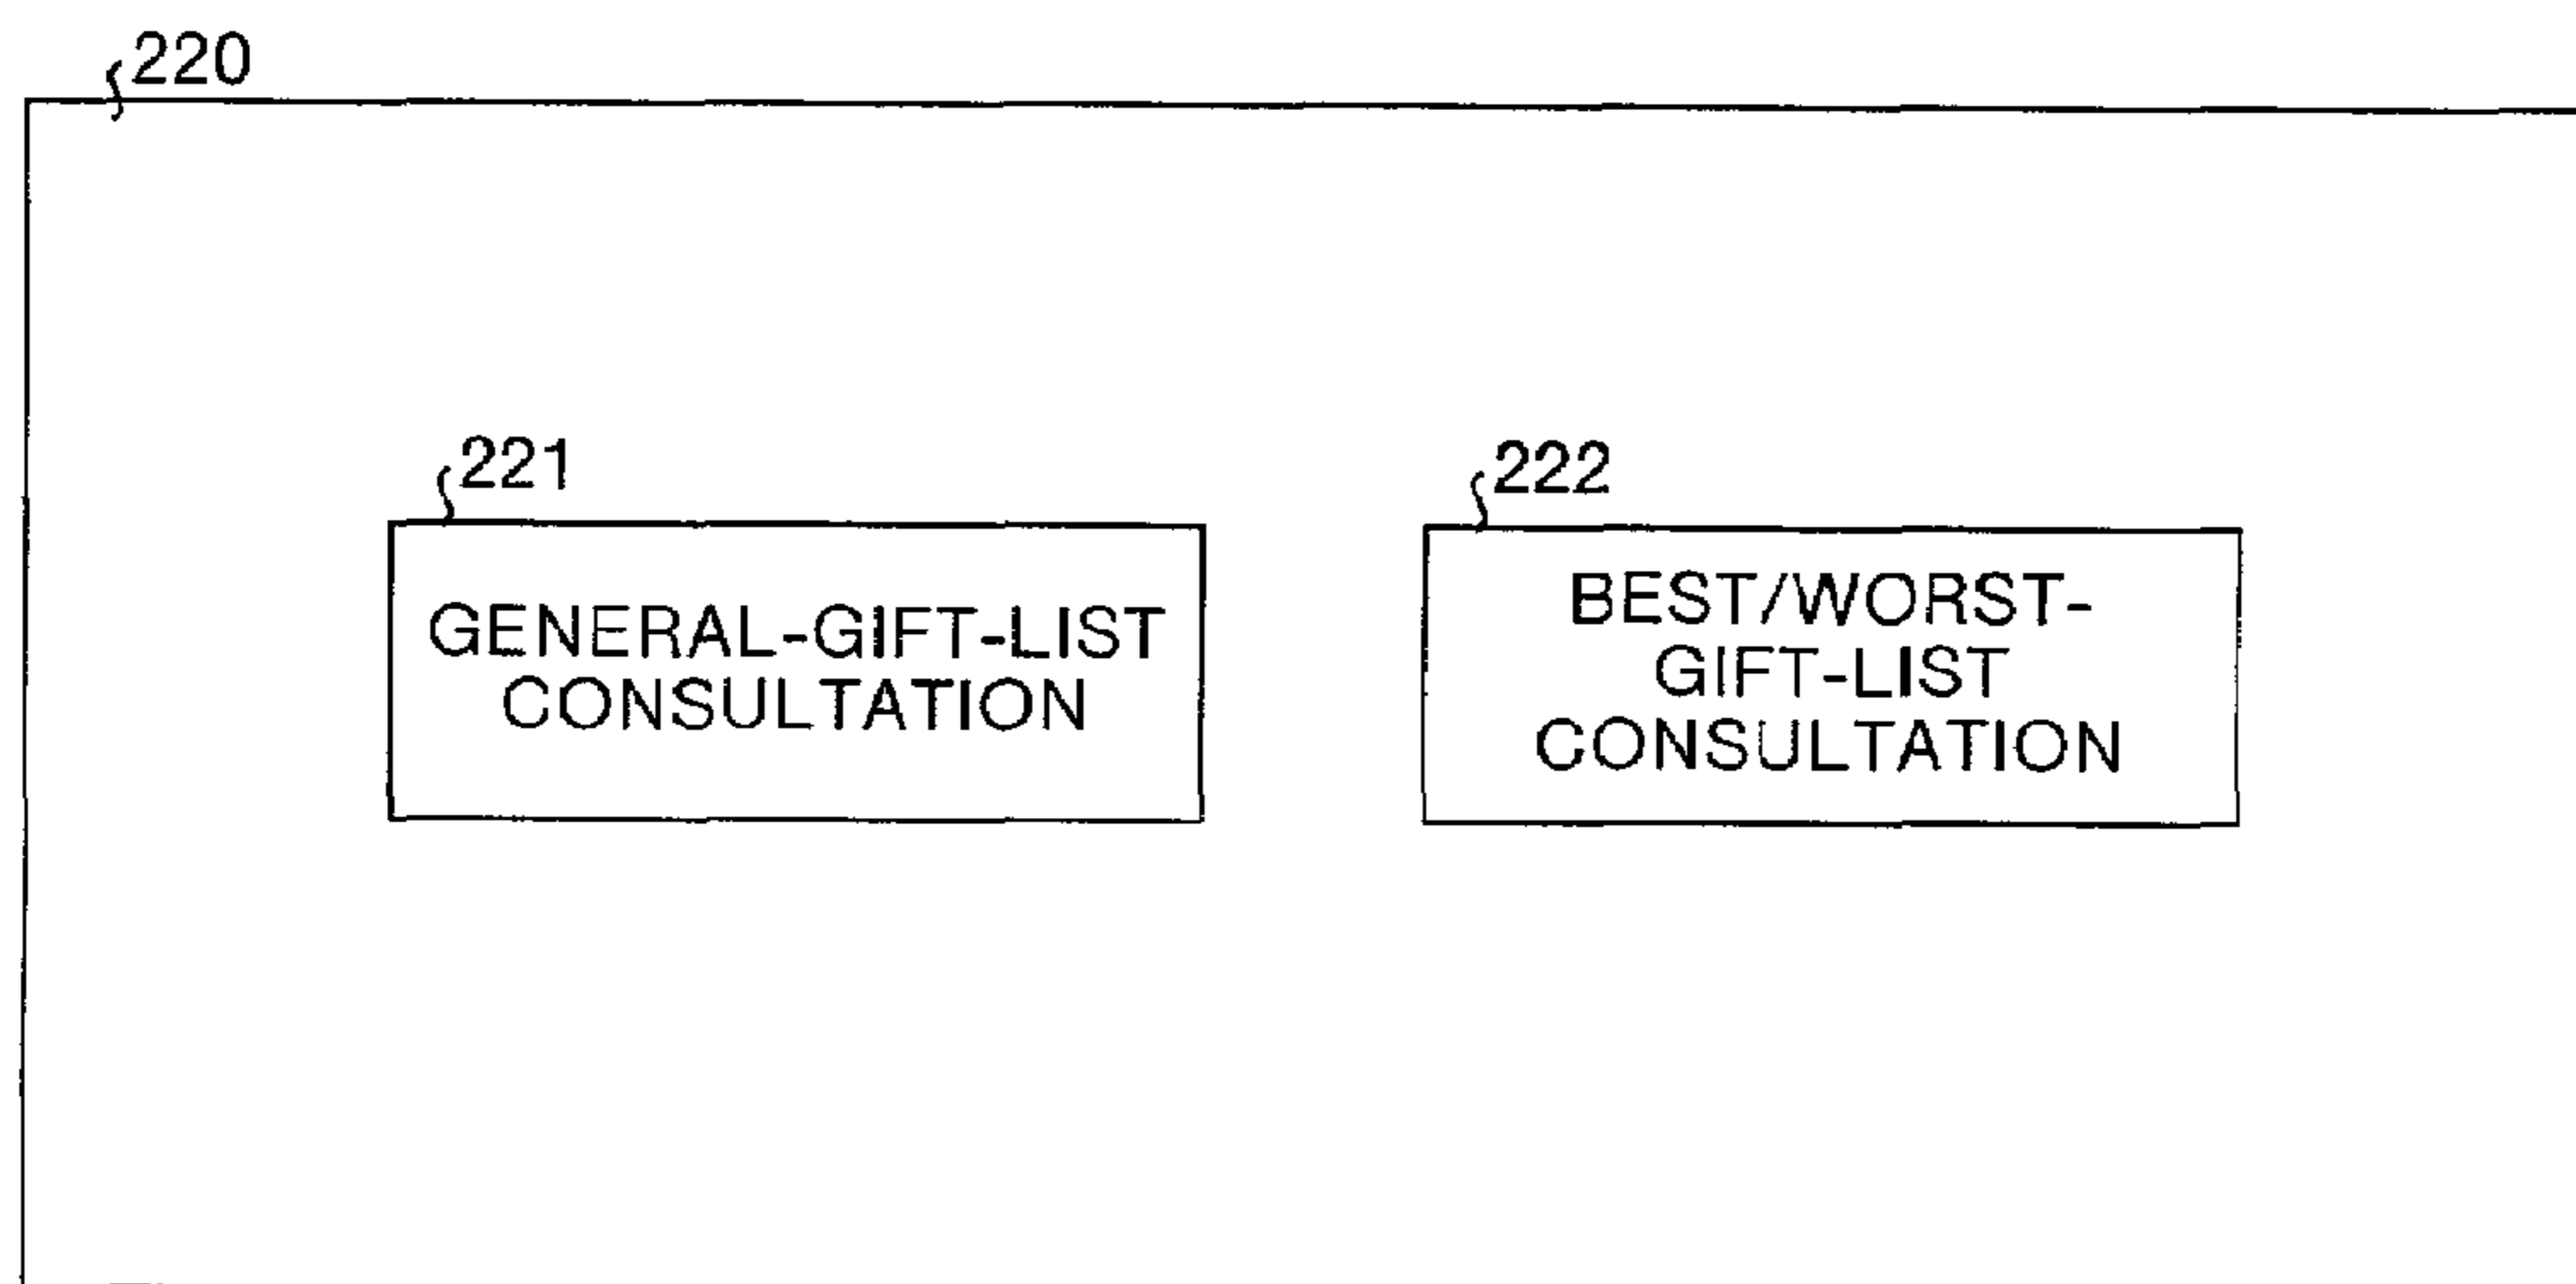 220
221
GENERAL-GIFT-LIST
CONSULTATION
222
BEST/WORST-
GIFT-LIST
CONSULTATION